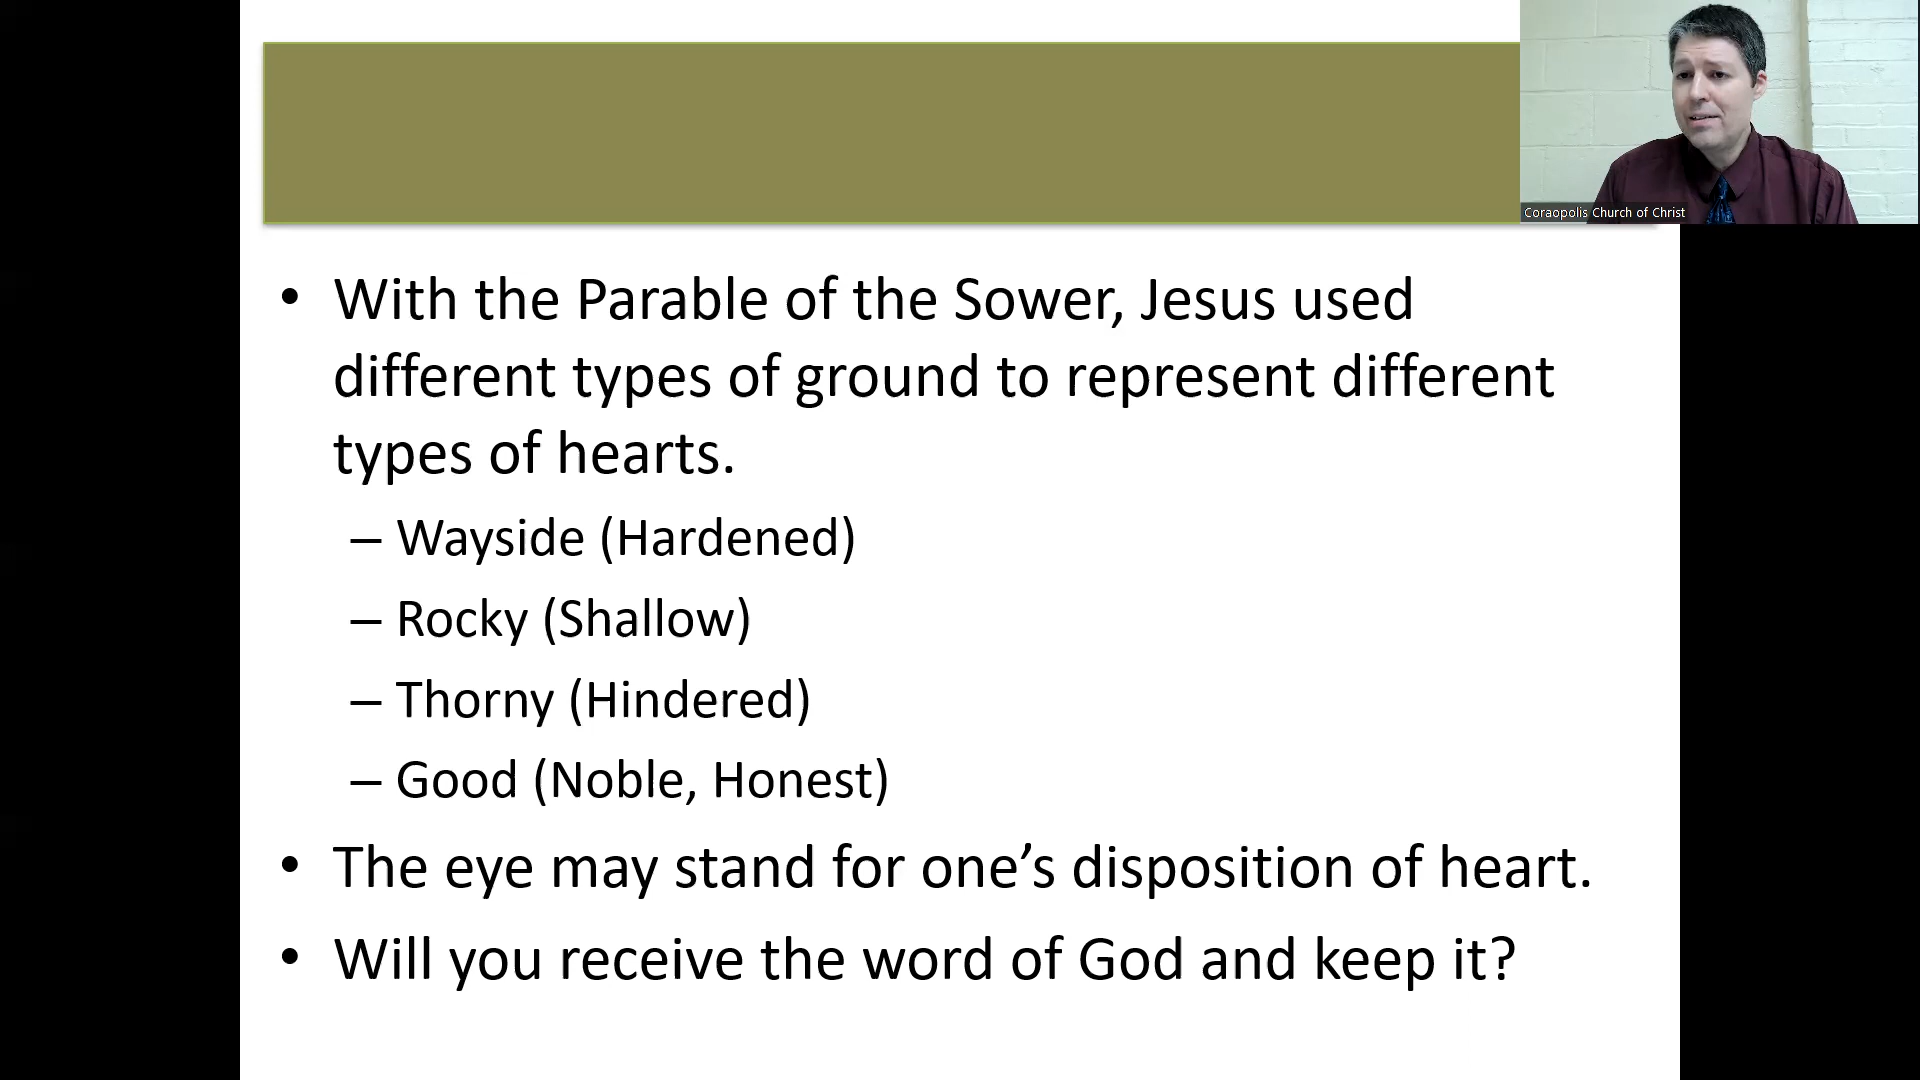 Coraopolis Church of Christ
• With the Parable of the Sower, Jesus used
different types of ground to represent different
types of hearts.
– Wayside (Hardened)
– Rocky (Shallow)
– Thorny (Hindered)
– Good (Noble, Honest)
• The eye may stand for one’s disposition of heart.
• Will you receive the word of God and keep it?